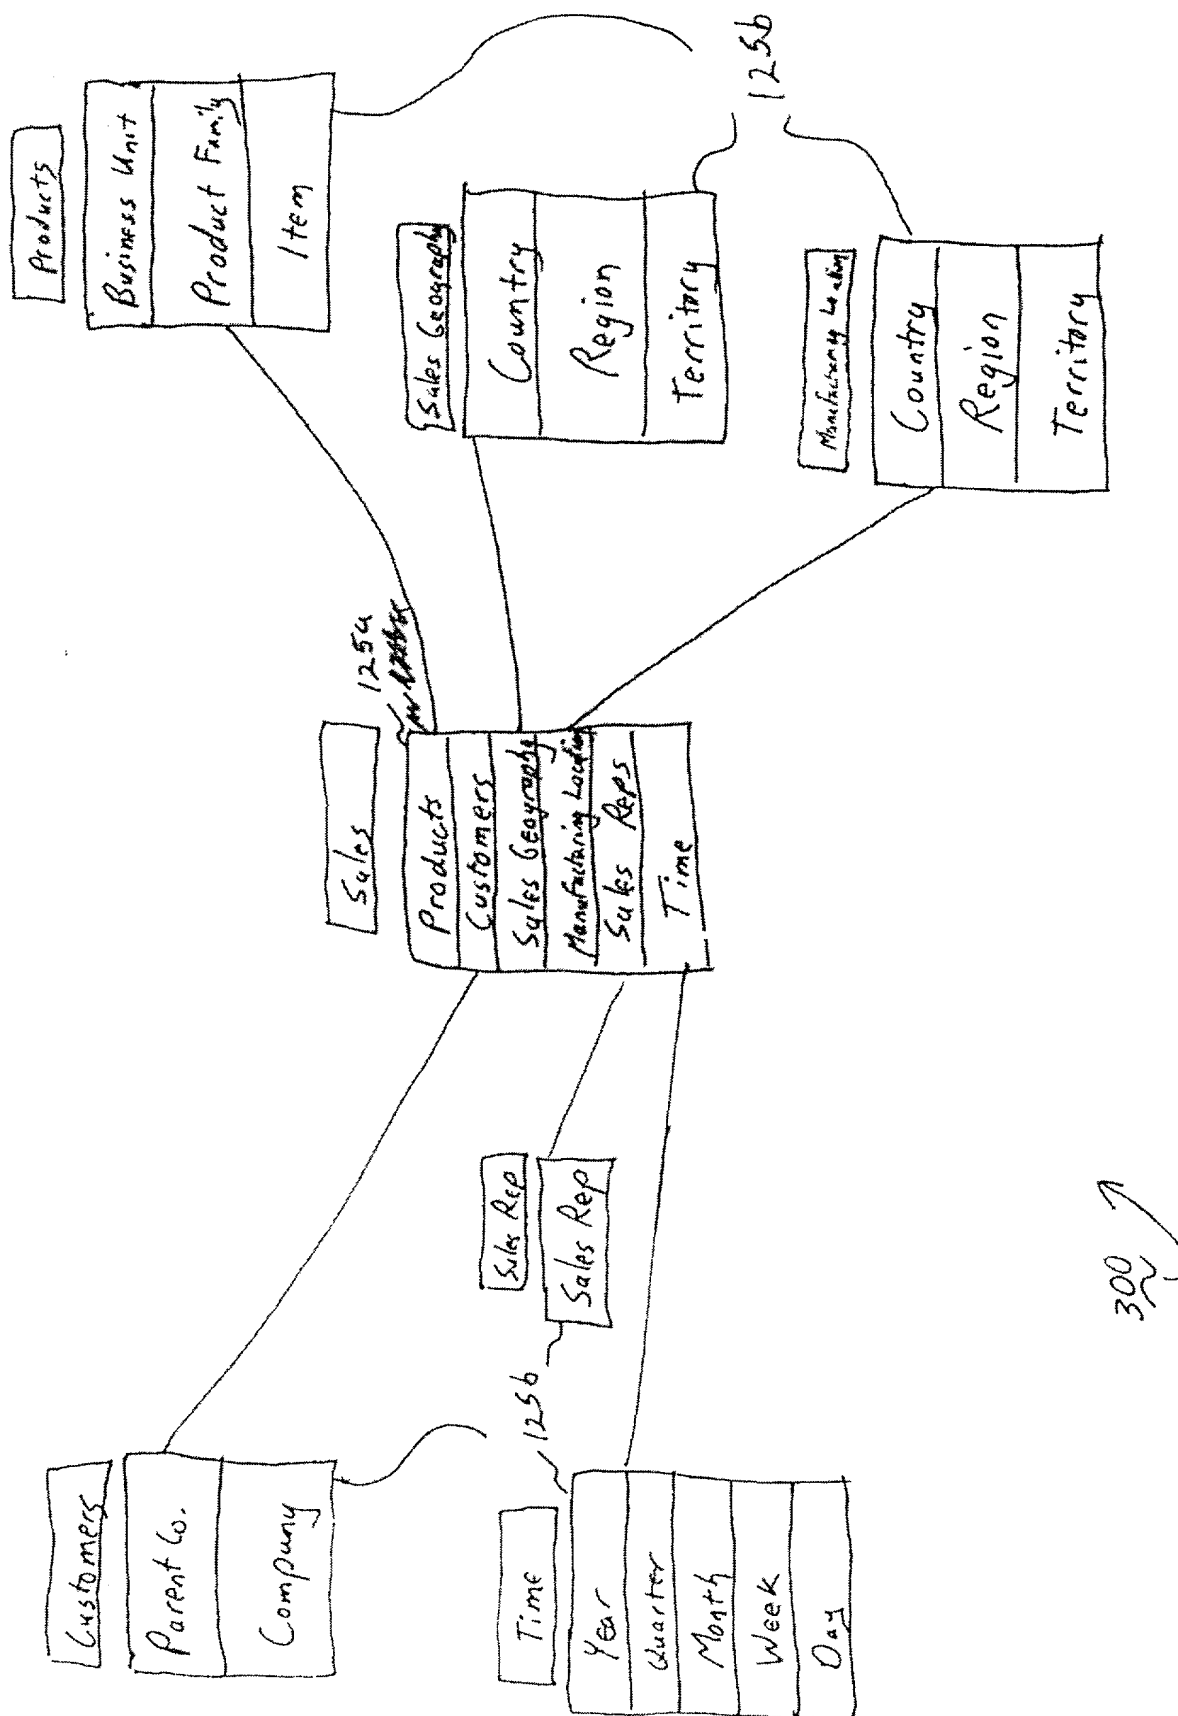 Customers
Parent Co.
Company
Time
Year
Quarter
Month
Week
Day
125b
Sales Rep
Sales Rep
Sales
125a
Products
Customers
Sales Geography
Manufacturing Location
Sales Reps
Time
Products
Business Unit
Product Family
Item
Sales Geography
Country
Region
Territory
Manufacturing Location
Country
Region
Territory
125b
300